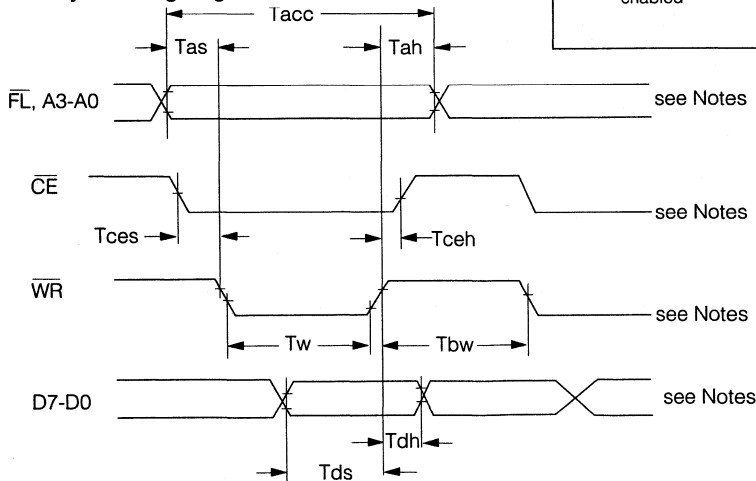 enabled
Tacc
Tas
Tah
FL, A3-A0
see Notes
CE
see Notes
Tces
Tceh
WR
see Notes
Tw
Tbw
D7-D0
see Notes
Tdh
Tds